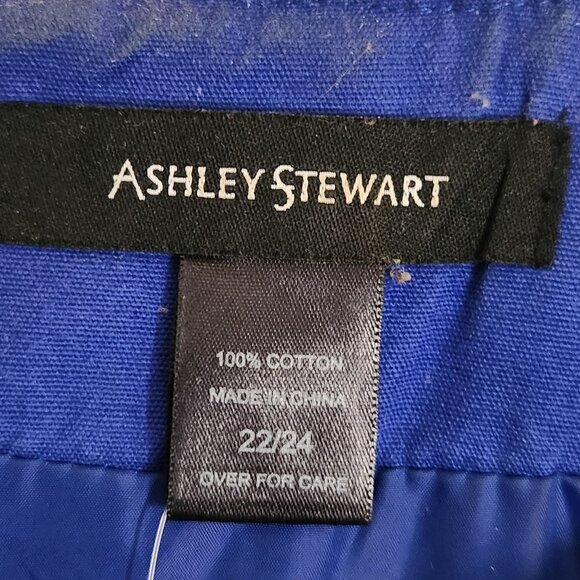 ASHLEY STEWART
100% COTTON
MADE IN CHINA
22/24
OVER FOR CARE